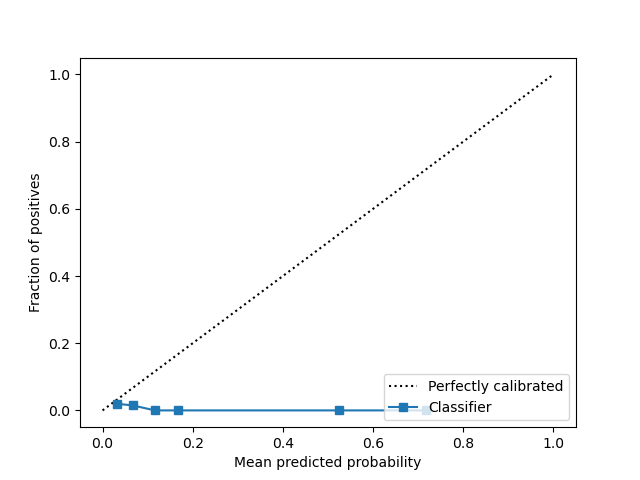 1.0
0.8
0.6
0.4
0.2
0.0
Fraction of positives
0.0 0.2 0.4 0.6 0.8 1.0
Mean predicted probability
Perfectly calibrated
Classifier